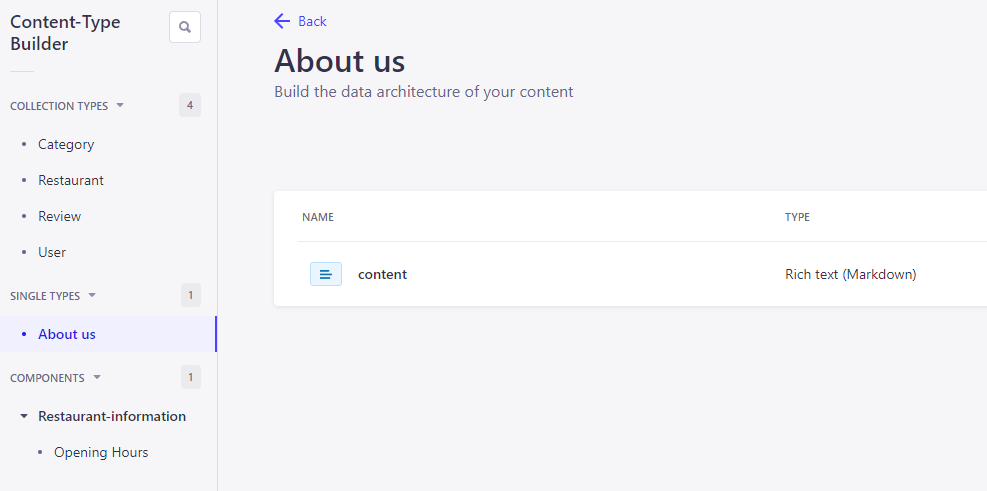 Content-Type
Builder
COLLECTION TYPES
4
Category
Restaurant
Review
User
SINGLE TYPES
1
About us
COMPONENTS
1
Restaurant-information
Opening Hours
Back
About us
Build the data architecture of your content
NAME TYPE
content Rich text (Markdown)